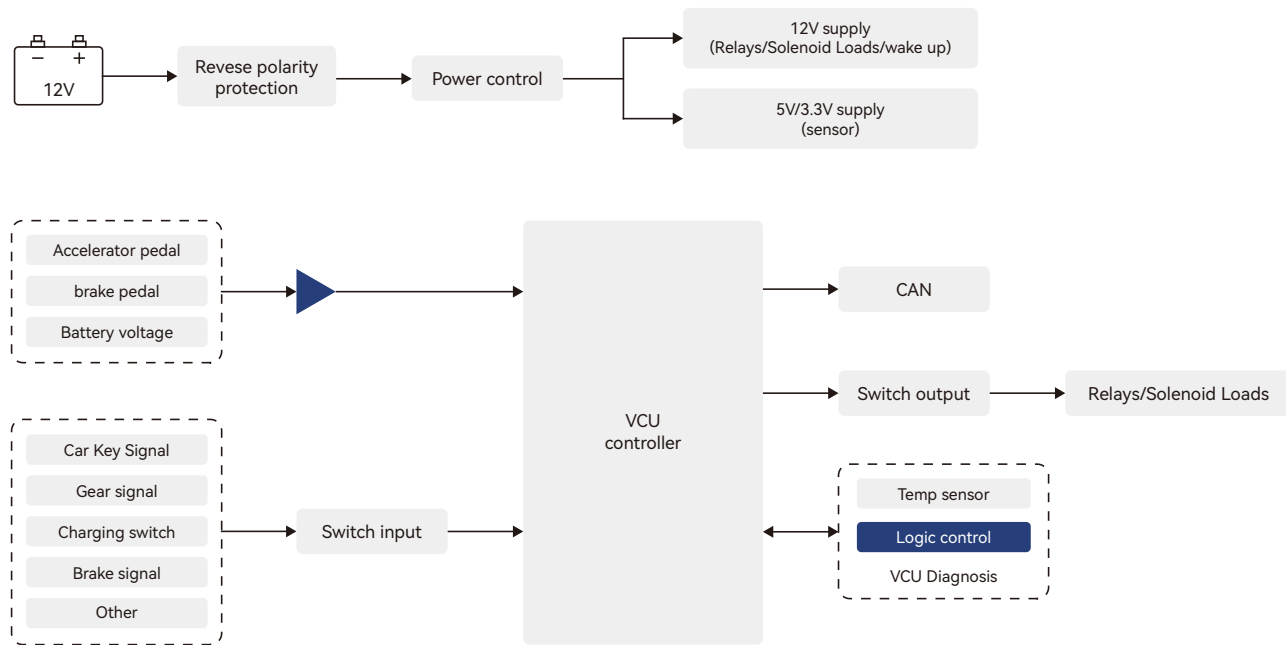 12V
− +
Revese polarity
protection
Power control
12V supply
(Relays/Solenoid Loads/wake up)
5V/3.3V supply
(sensor)
Accelerator pedal
brake pedal
Battery voltage
Car Key Signal
Gear signal
Charging switch
Brake signal
Other
Switch input
VCU
controller
CAN
Switch output
Relays/Solenoid Loads
Temp sensor
Logic control
VCU Diagnosis